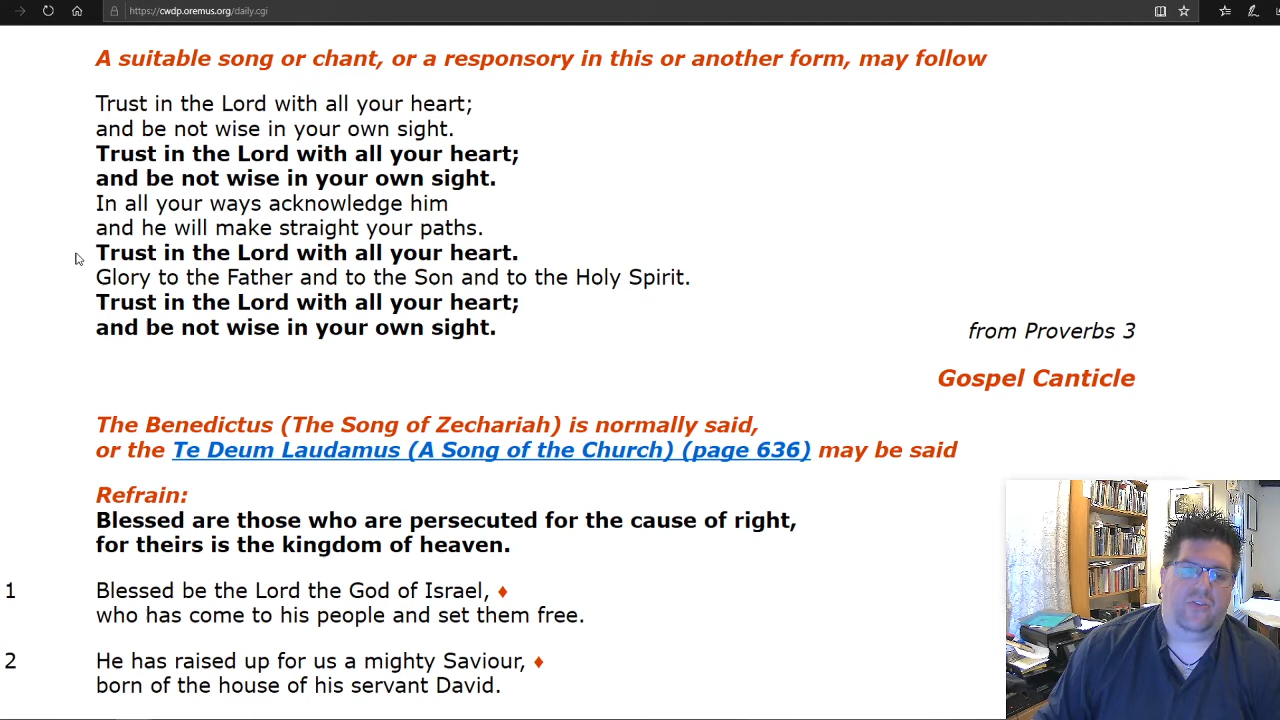 https://cwdp.oremus.org/daily.cgi
A suitable song or chant, or a responsory in this or another form, may follow
Trust in the Lord with all your heart;
and be not wise in your own sight.
Trust in the Lord with all your heart;
and be not wise in your own sight.
In all your ways acknowledge him
and he will make straight your paths.
Trust in the Lord with all your heart.
Glory to the Father and to the Son and to the Holy Spirit.
Trust in the Lord with all your heart;
and be not wise in your own sight.
from Proverbs 3
Gospel Canticle
The Benedictus (The Song of Zechariah) is normally said,
or the Te Deum Laudamus (A Song of the Church) (page 636) may be said
Refrain:
Blessed are those who are persecuted for the cause of right,
for theirs is the kingdom of heaven.
1 Blessed be the Lord the God of Israel, ♦
who has come to his people and set them free.
2 He has raised up for us a mighty Saviour, ♦
born of the house of his servant David.